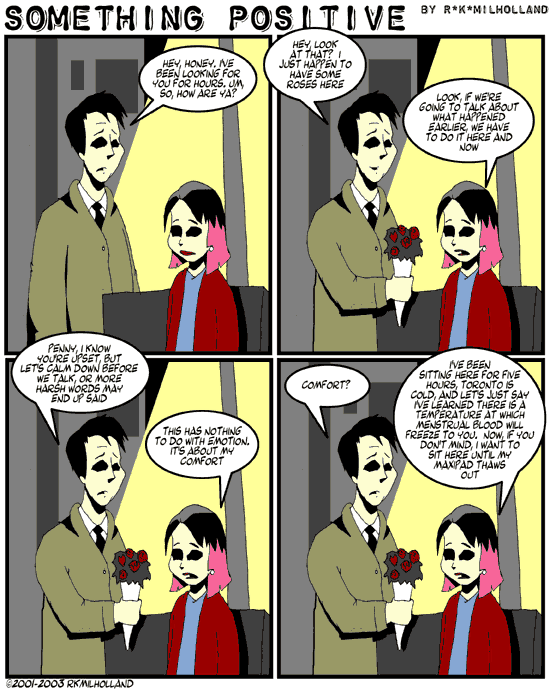 SOMETHING POSITIVE BY R*K*MILHOLLAND
HEY, HONEY. I'VE
BEEN LOOKING FOR
YOU FOR HOURS. UM,
SO, HOW ARE YA?
HEY, LOOK
AT THAT? I
JUST HAPPEN TO
HAVE SOME
ROSES HERE
LOOK, IF WE'RE
GOING TO TALK ABOUT
WHAT HAPPENED
EARLIER, WE HAVE
TO DO IT HERE AND
NOW
PENNY, I KNOW
YOU'RE UPSET, BUT
LET'S CALM DOWN BEFORE
WE TALK, OR MORE
HARSH WORDS MAY
END UP SAID
THIS HAS NOTHING
TO DO WITH EMOTION.
IT'S ABOUT MY
COMFORT
COMFORT?
I'VE BEEN
SITTING HERE FOR FIVE
HOURS, TORONTO IS
COLD, AND LET'S JUST SAY
I'VE LEARNED THERE IS A
TEMPERATURE AT WHICH
MENSTRUAL BLOOD WILL
FREEZE TO YOU. NOW, IF YOU
DON'T MIND, I WANT TO
SIT HERE UNTIL MY
MAXIPAD THAWS
OUT
©2001-2003 RKMILHOLLAND